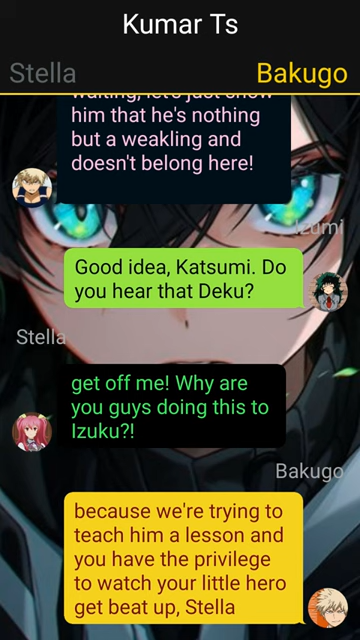 Kumar Ts
Stella
Bakugo
waiting, let's just show
him that he's nothing
but a weakling and
doesn't belong here!
Izumi
Good idea, Katsumi. Do
you hear that Deku?
Stella
get off me! Why are
you guys doing this to
Izuku?!
Bakugo
because we're trying to
teach him a lesson and
you have the privilege
to watch your little hero
get beat up, Stella